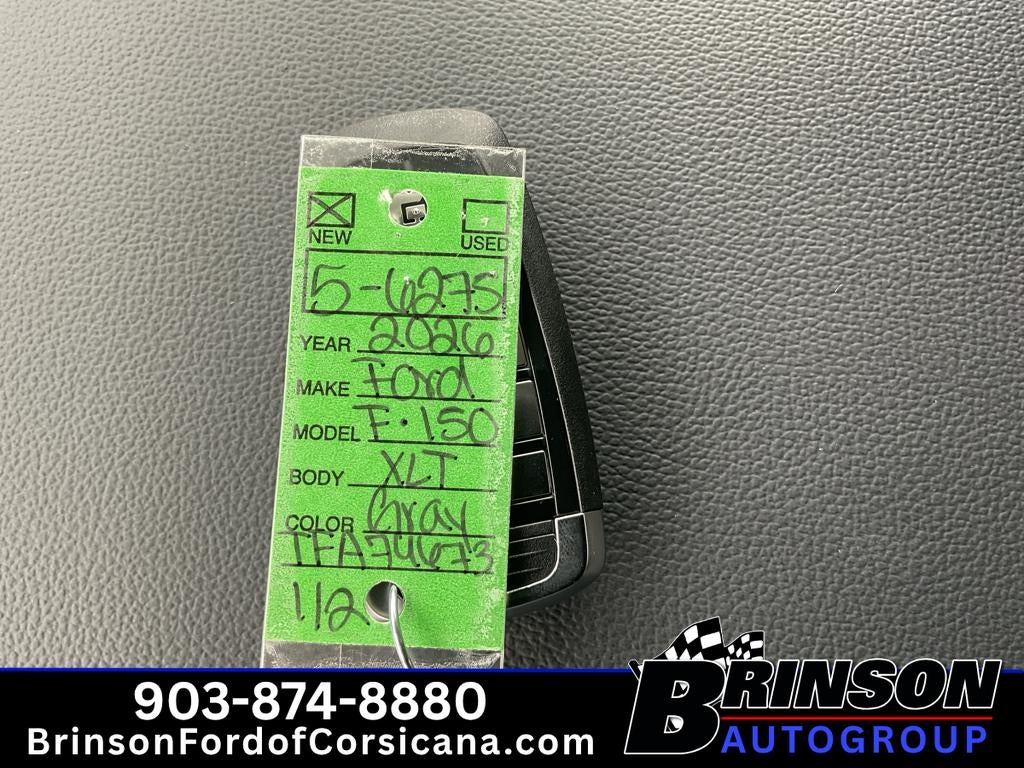 NEW USED
5-6275
YEAR 2026
MAKE Ford
MODEL F-150
BODY XLT
COLOR Gray
TFA74673
1/2
903-874-8880
BrinsonFordofCorsicana.com
BRINSON
AUTOGROUP